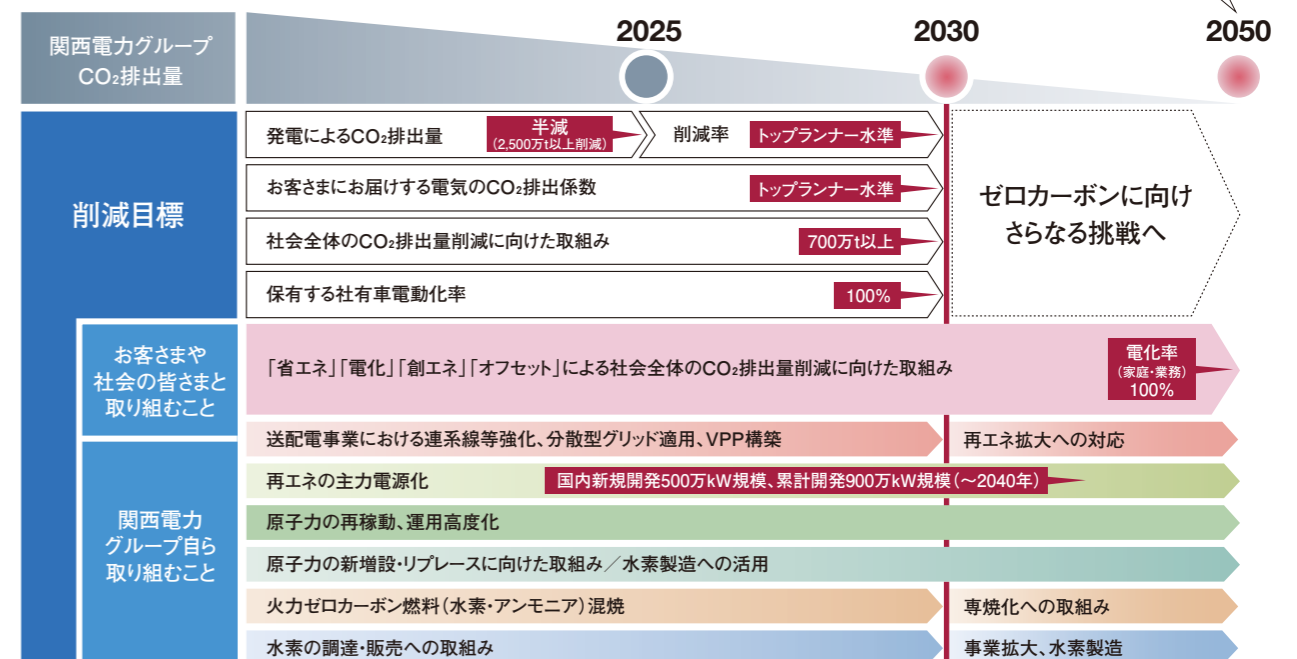 関西電力グループ
CO₂排出量
2025
2030
2050
削減目標
発電によるCO₂排出量
半減
(2,500万t以上削減)
削減率
トップランナー水準
お客さまにお届けする電気のCO₂排出係数
トップランナー水準
社会全体のCO₂排出量削減に向けた取組み
700万t以上
保有する社有車電動化率
100%
ゼロカーボンに向け
さらなる挑戦へ
お客さまや
社会の皆さまと
取り組むこと
「省エネ」「電化」「創エネ」「オフセット」による社会全体のCO₂排出量削減に向けた取組み
電化率
(家庭・業務)
100%
関西電力
グループ自ら
取り組むこと
送配電事業における連系線等強化、分散型グリッド適用、VPP構築
再エネ拡大への対応
再エネの主力電源化
国内新規開発500万kW規模、累計開発900万kW規模(～2040年)
原子力の再稼動、運用高度化
原子力の新増設・リプレースに向けた取組み／水素製造への活用
火力ゼロカーボン燃料(水素・アンモニア)混焼
専焼化への取組み
水素の調達・販売への取組み
事業拡大、水素製造